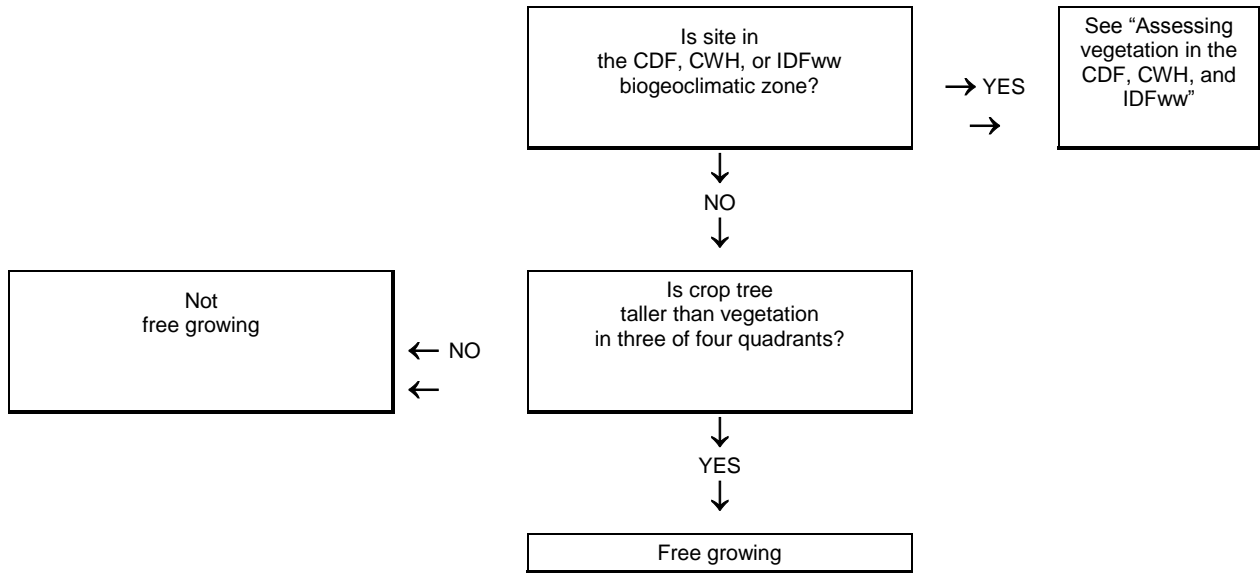 Is site in
the CDF, CWH, or IDFww
biogeoclimatic zone?
→ YES
→
See “Assessing
vegetation in the
CDF, CWH, and
IDFww”
↓
NO
↓
Not
free growing
← NO
←
Is crop tree
taller than vegetation
in three of four quadrants?
↓
YES
↓
Free growing